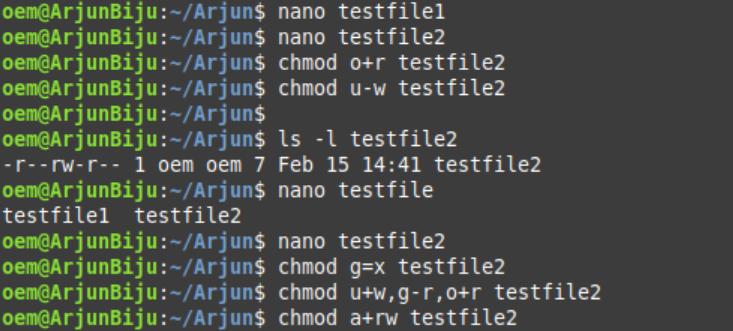 oem@ArjunBiju:~/Arjun$ nano testfile1
oem@ArjunBiju:~/Arjun$ nano testfile2
oem@ArjunBiju:~/Arjun$ chmod o+r testfile2
oem@ArjunBiju:~/Arjun$ chmod u-w testfile2
oem@ArjunBiju:~/Arjun$
oem@ArjunBiju:~/Arjun$ ls -l testfile2
-r--rw-r-- 1 oem oem 7 Feb 15 14:41 testfile2
oem@ArjunBiju:~/Arjun$ nano testfile
testfile1  testfile2
oem@ArjunBiju:~/Arjun$ nano testfile2
oem@ArjunBiju:~/Arjun$ chmod g=x testfile2
oem@ArjunBiju:~/Arjun$ chmod u+w,g-r,o+r testfile2
oem@ArjunBiju:~/Arjun$ chmod a+rw testfile2